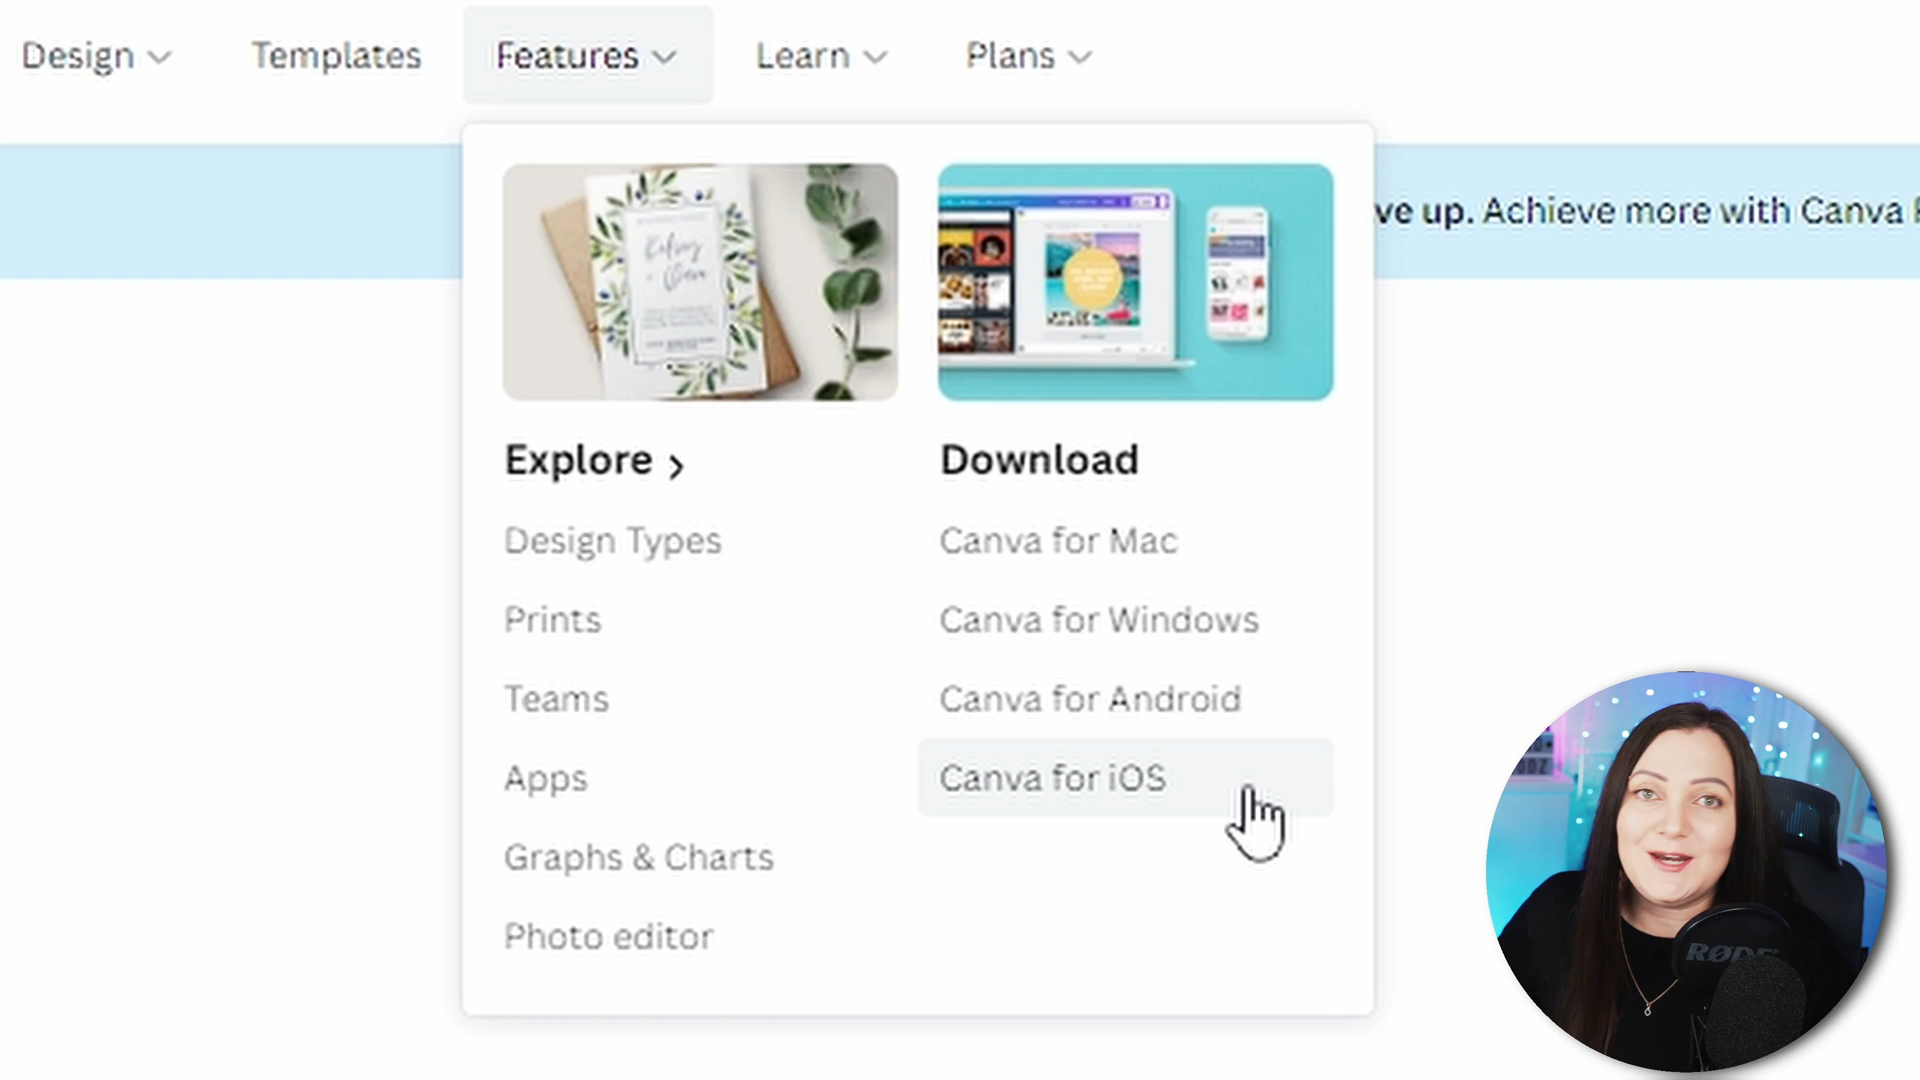 Design
Templates
Features
Learn
Plans
ve up. Achieve more with Canva
Explore >
Download
Design Types
Canva for Mac
Prints
Canva for Windows
Teams
Canva for Android
Apps
Canva for iOS
Graphs & Charts
Photo editor
RØDE